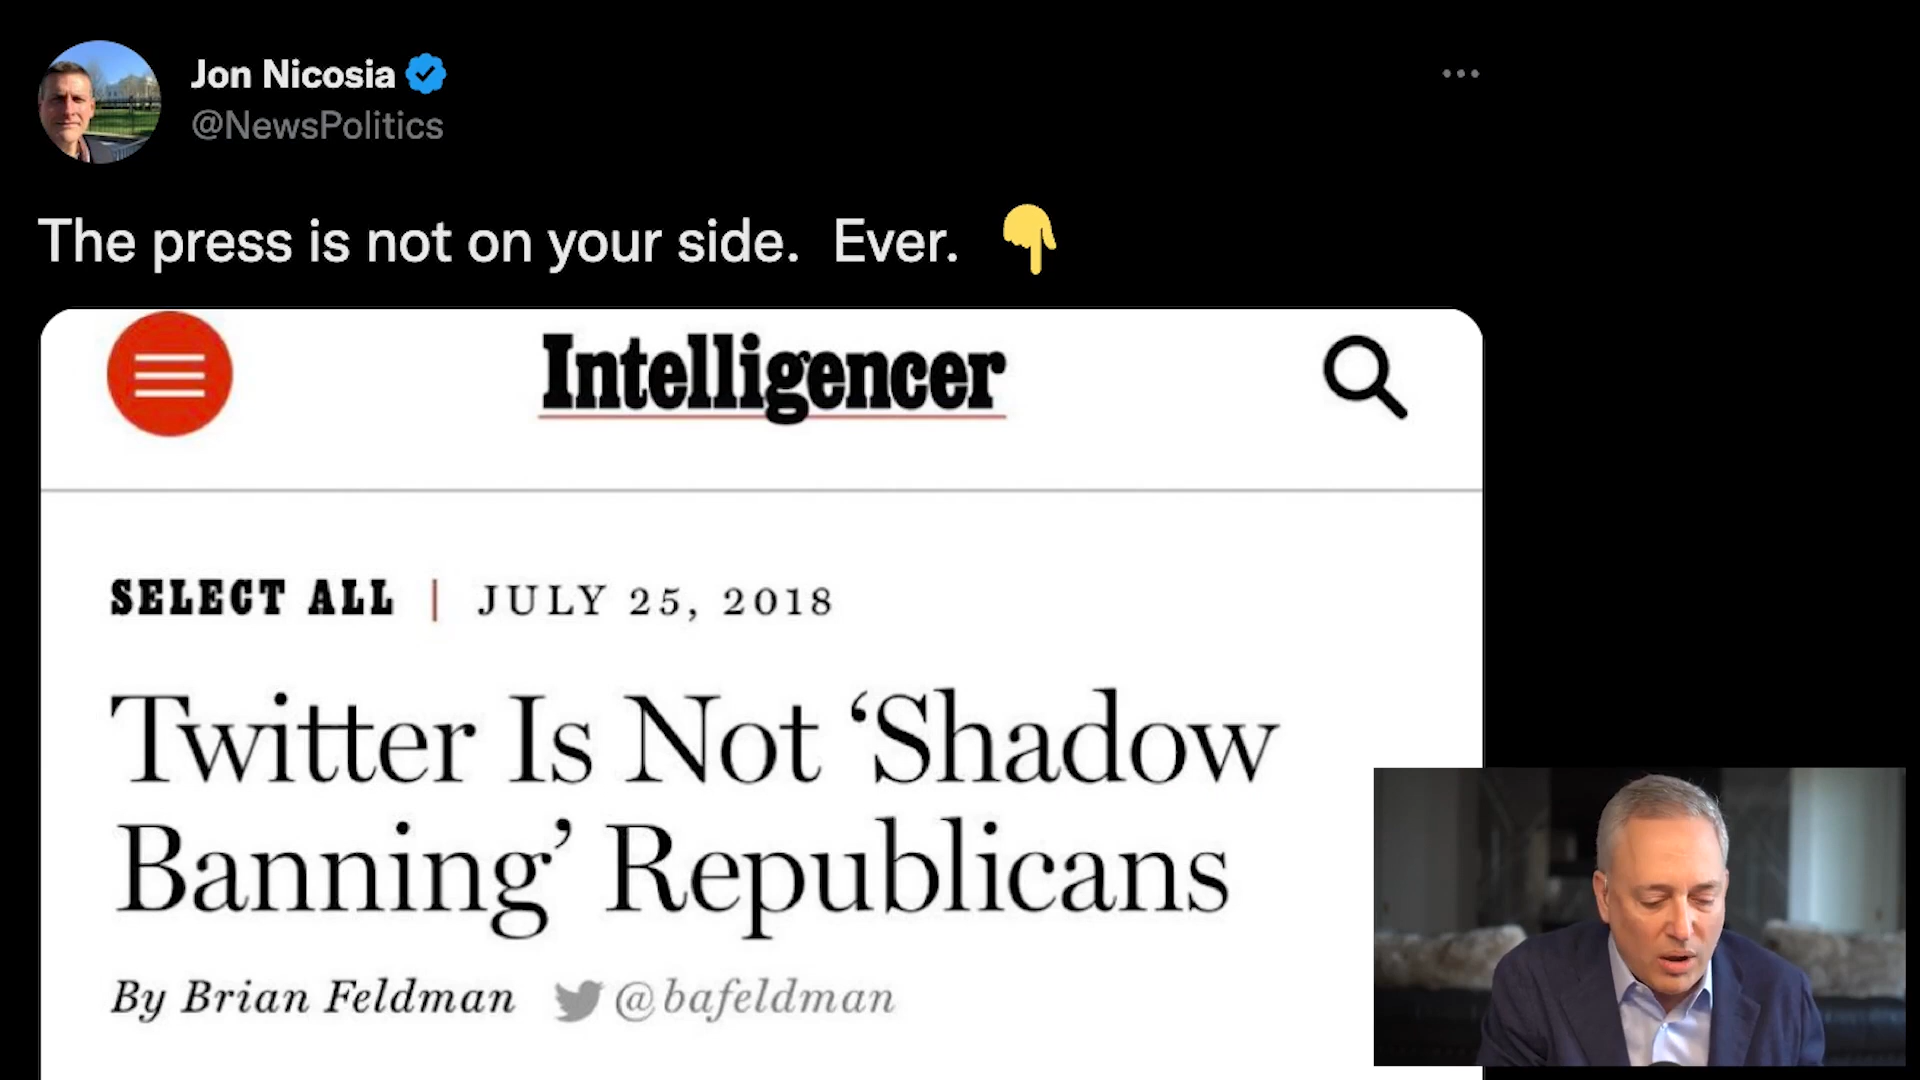 Jon Nicosia
@NewsPolitics
The press is not on your side. Ever.
Intelligencer
SELECT ALL | JULY 25, 2018
Twitter Is Not ‘Shadow
Banning’ Republicans
By Brian Feldman @bafeldman